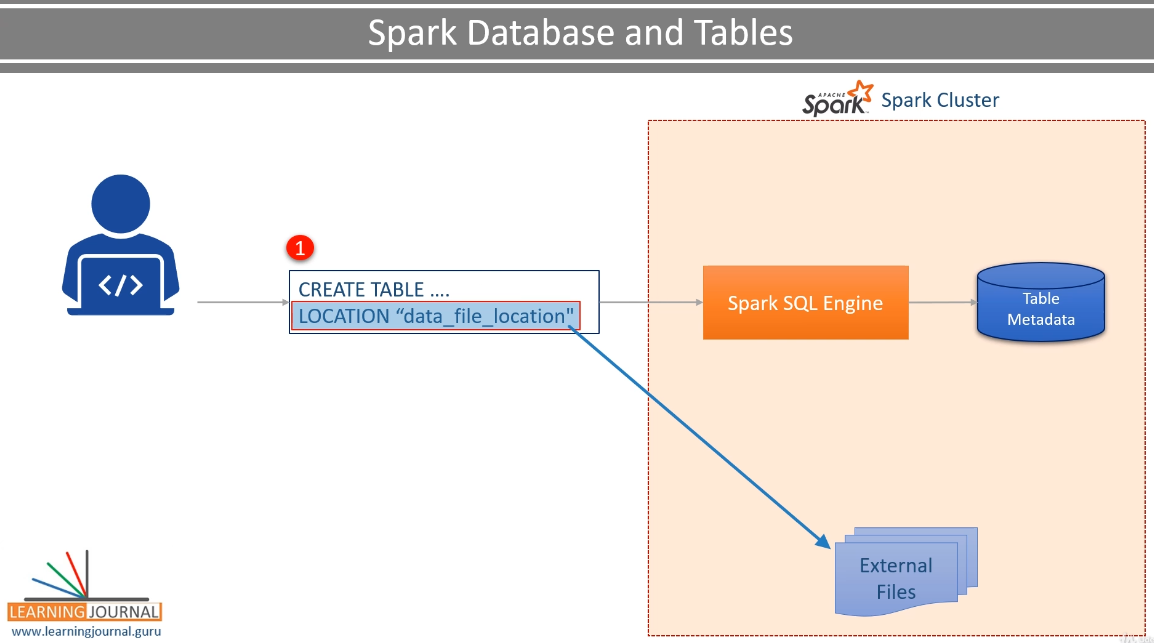 Spark Database and Tables
APACHE
Spark
Spark Cluster
1
</>
CREATE TABLE ....
LOCATION “data_file_location"
Spark SQL Engine
Table
Metadata
External
Files
LEARNING JOURNAL
www.learningjournal.guru